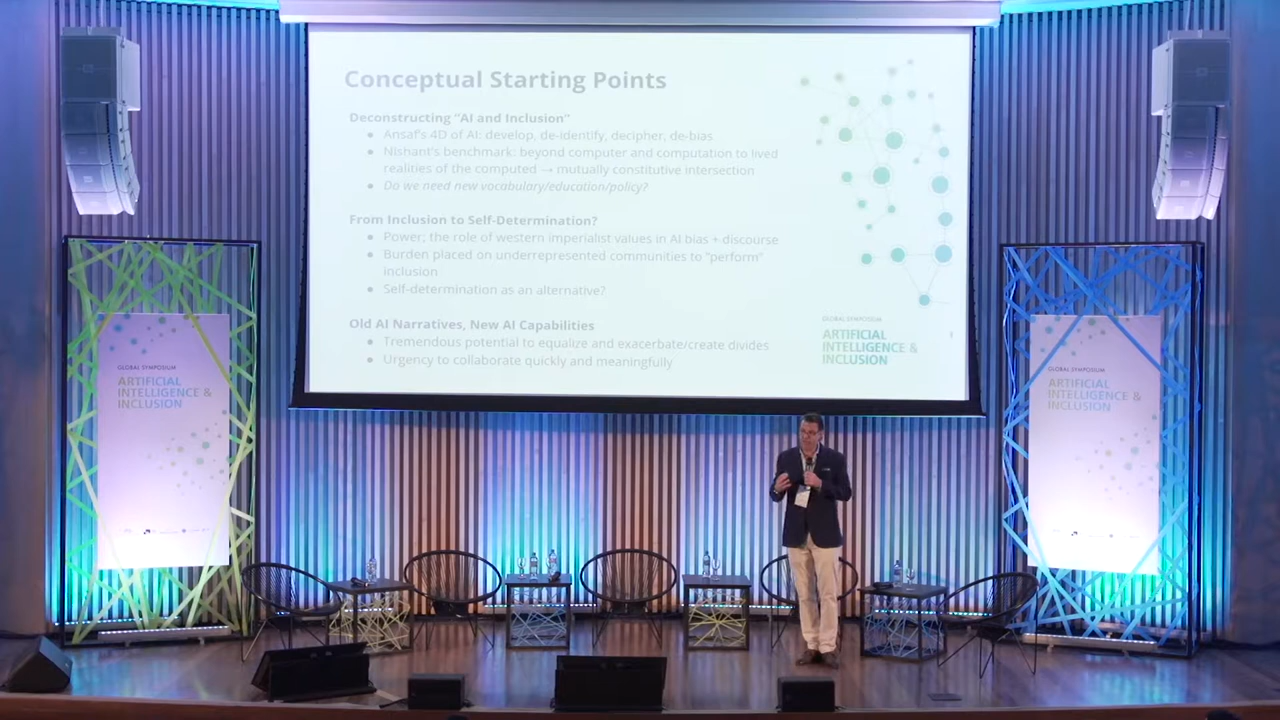 Conceptual Starting Points
Deconstructing "AI and Inclusion"
● Ansaf's 4D of AI: develop, de-identify, decipher, de-bias
● Nishant's benchmark: beyond computer and computation to lived
realities of the computed → mutually constitutive intersection
● Do we need new vocabulary/education/policy?
From Inclusion to Self-Determination?
● Power; the role of western imperialist values in AI bias + discourse
● Burden placed on underrepresented communities to "perform"
inclusion
● Self-determination as an alternative?
Old AI Narratives, New AI Capabilities
● Tremendous potential to equalize and exacerbate/create divides
● Urgency to collaborate quickly and meaningfully
GLOBAL SYMPOSIUM
ARTIFICIAL
INTELLIGENCE &
INCLUSION
GLOBAL SYMPOSIUM
ARTIFICIAL
INTELLIGENCE &
INCLUSION
GLOBAL SYMPOSIUM
ARTIFICIAL
INTELLIGENCE &
INCLUSION